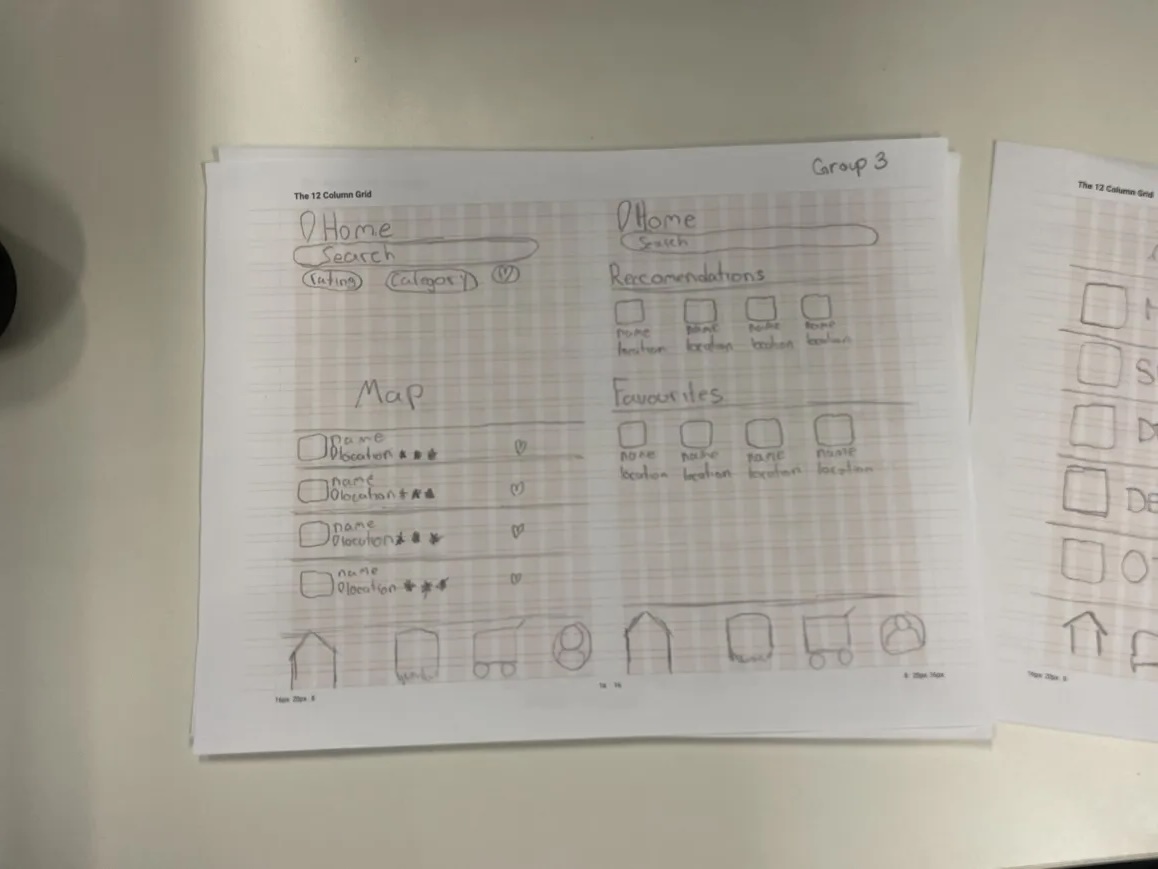 Group 3
The 12 Column Grid
Home
Search
rating Category
Map
name
location
name
location
name
location
name
location
Home
Search
Reccomendations
name name name name
location location location location
Favourites
name name name name
location location location location
The 12 Column Grid